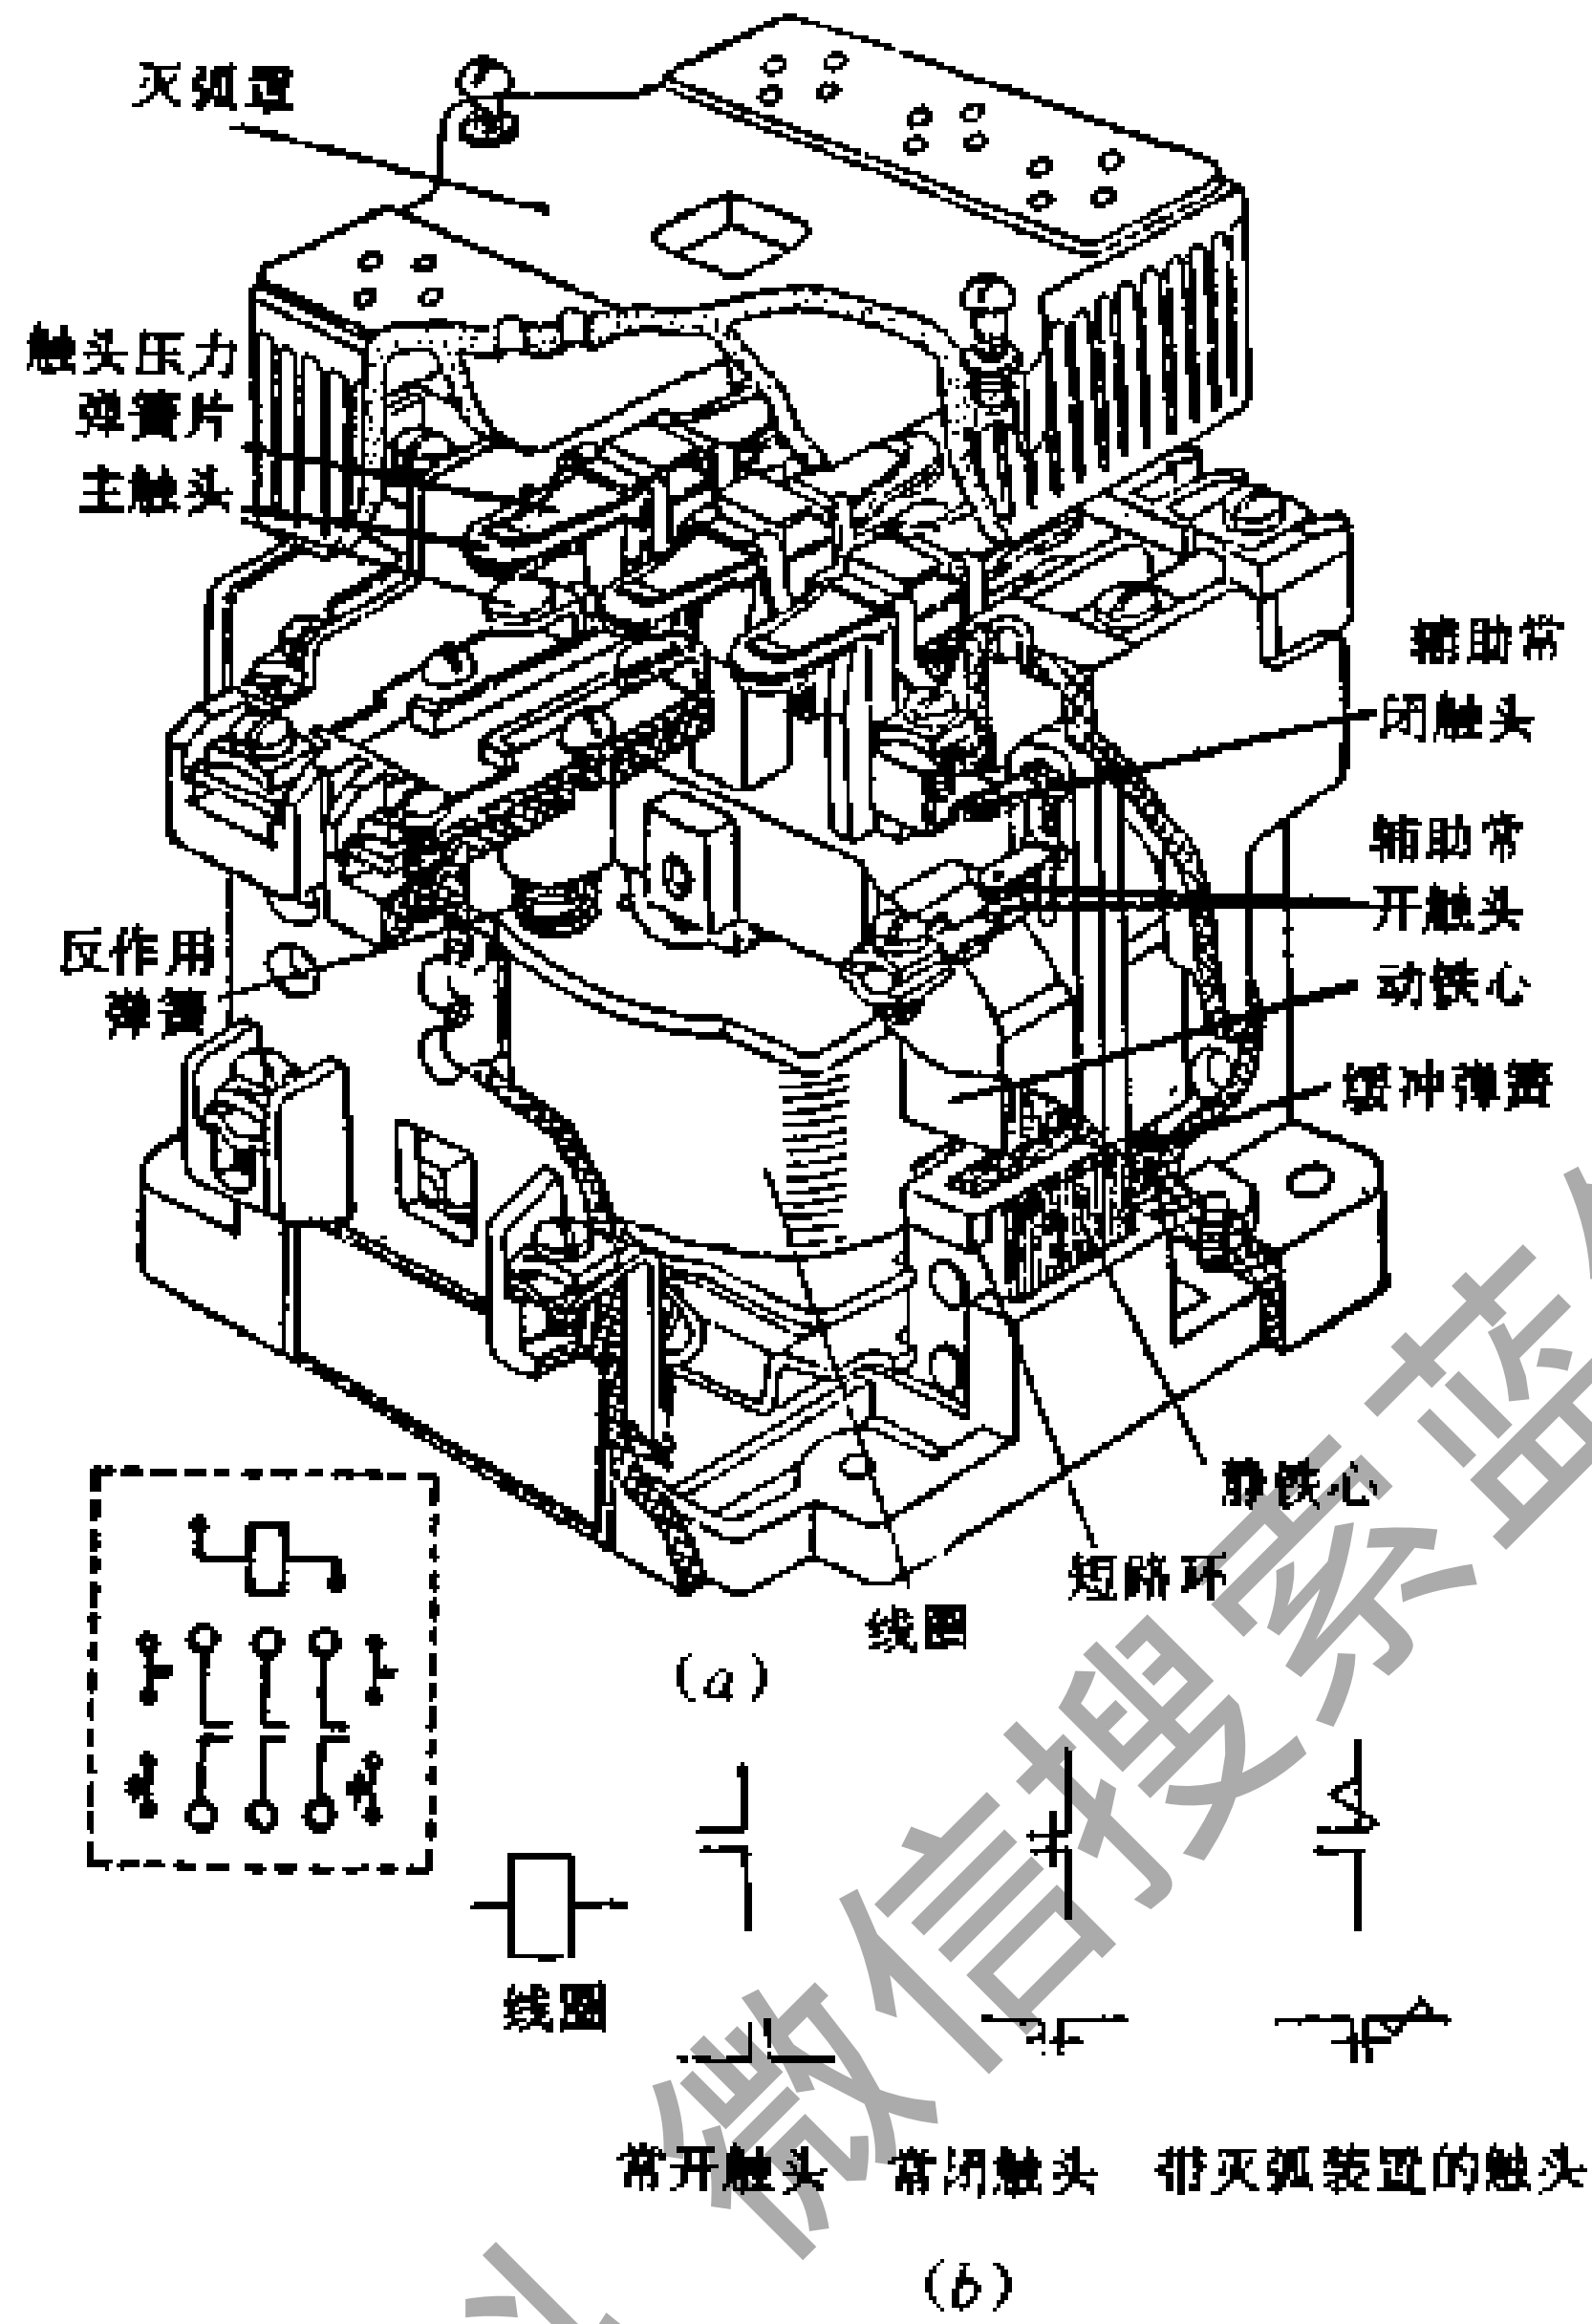 灭弧罩
触头压力
弹簧片
主触头
辅助常
闭触头
辅助常
开触头
反作用
弹簧
动铁心
缓冲弹簧
静铁心
短路环
线圈
(a)
线圈
常开触头 常闭触头 带灭弧装置的触头
(b)
微信搜索蓝